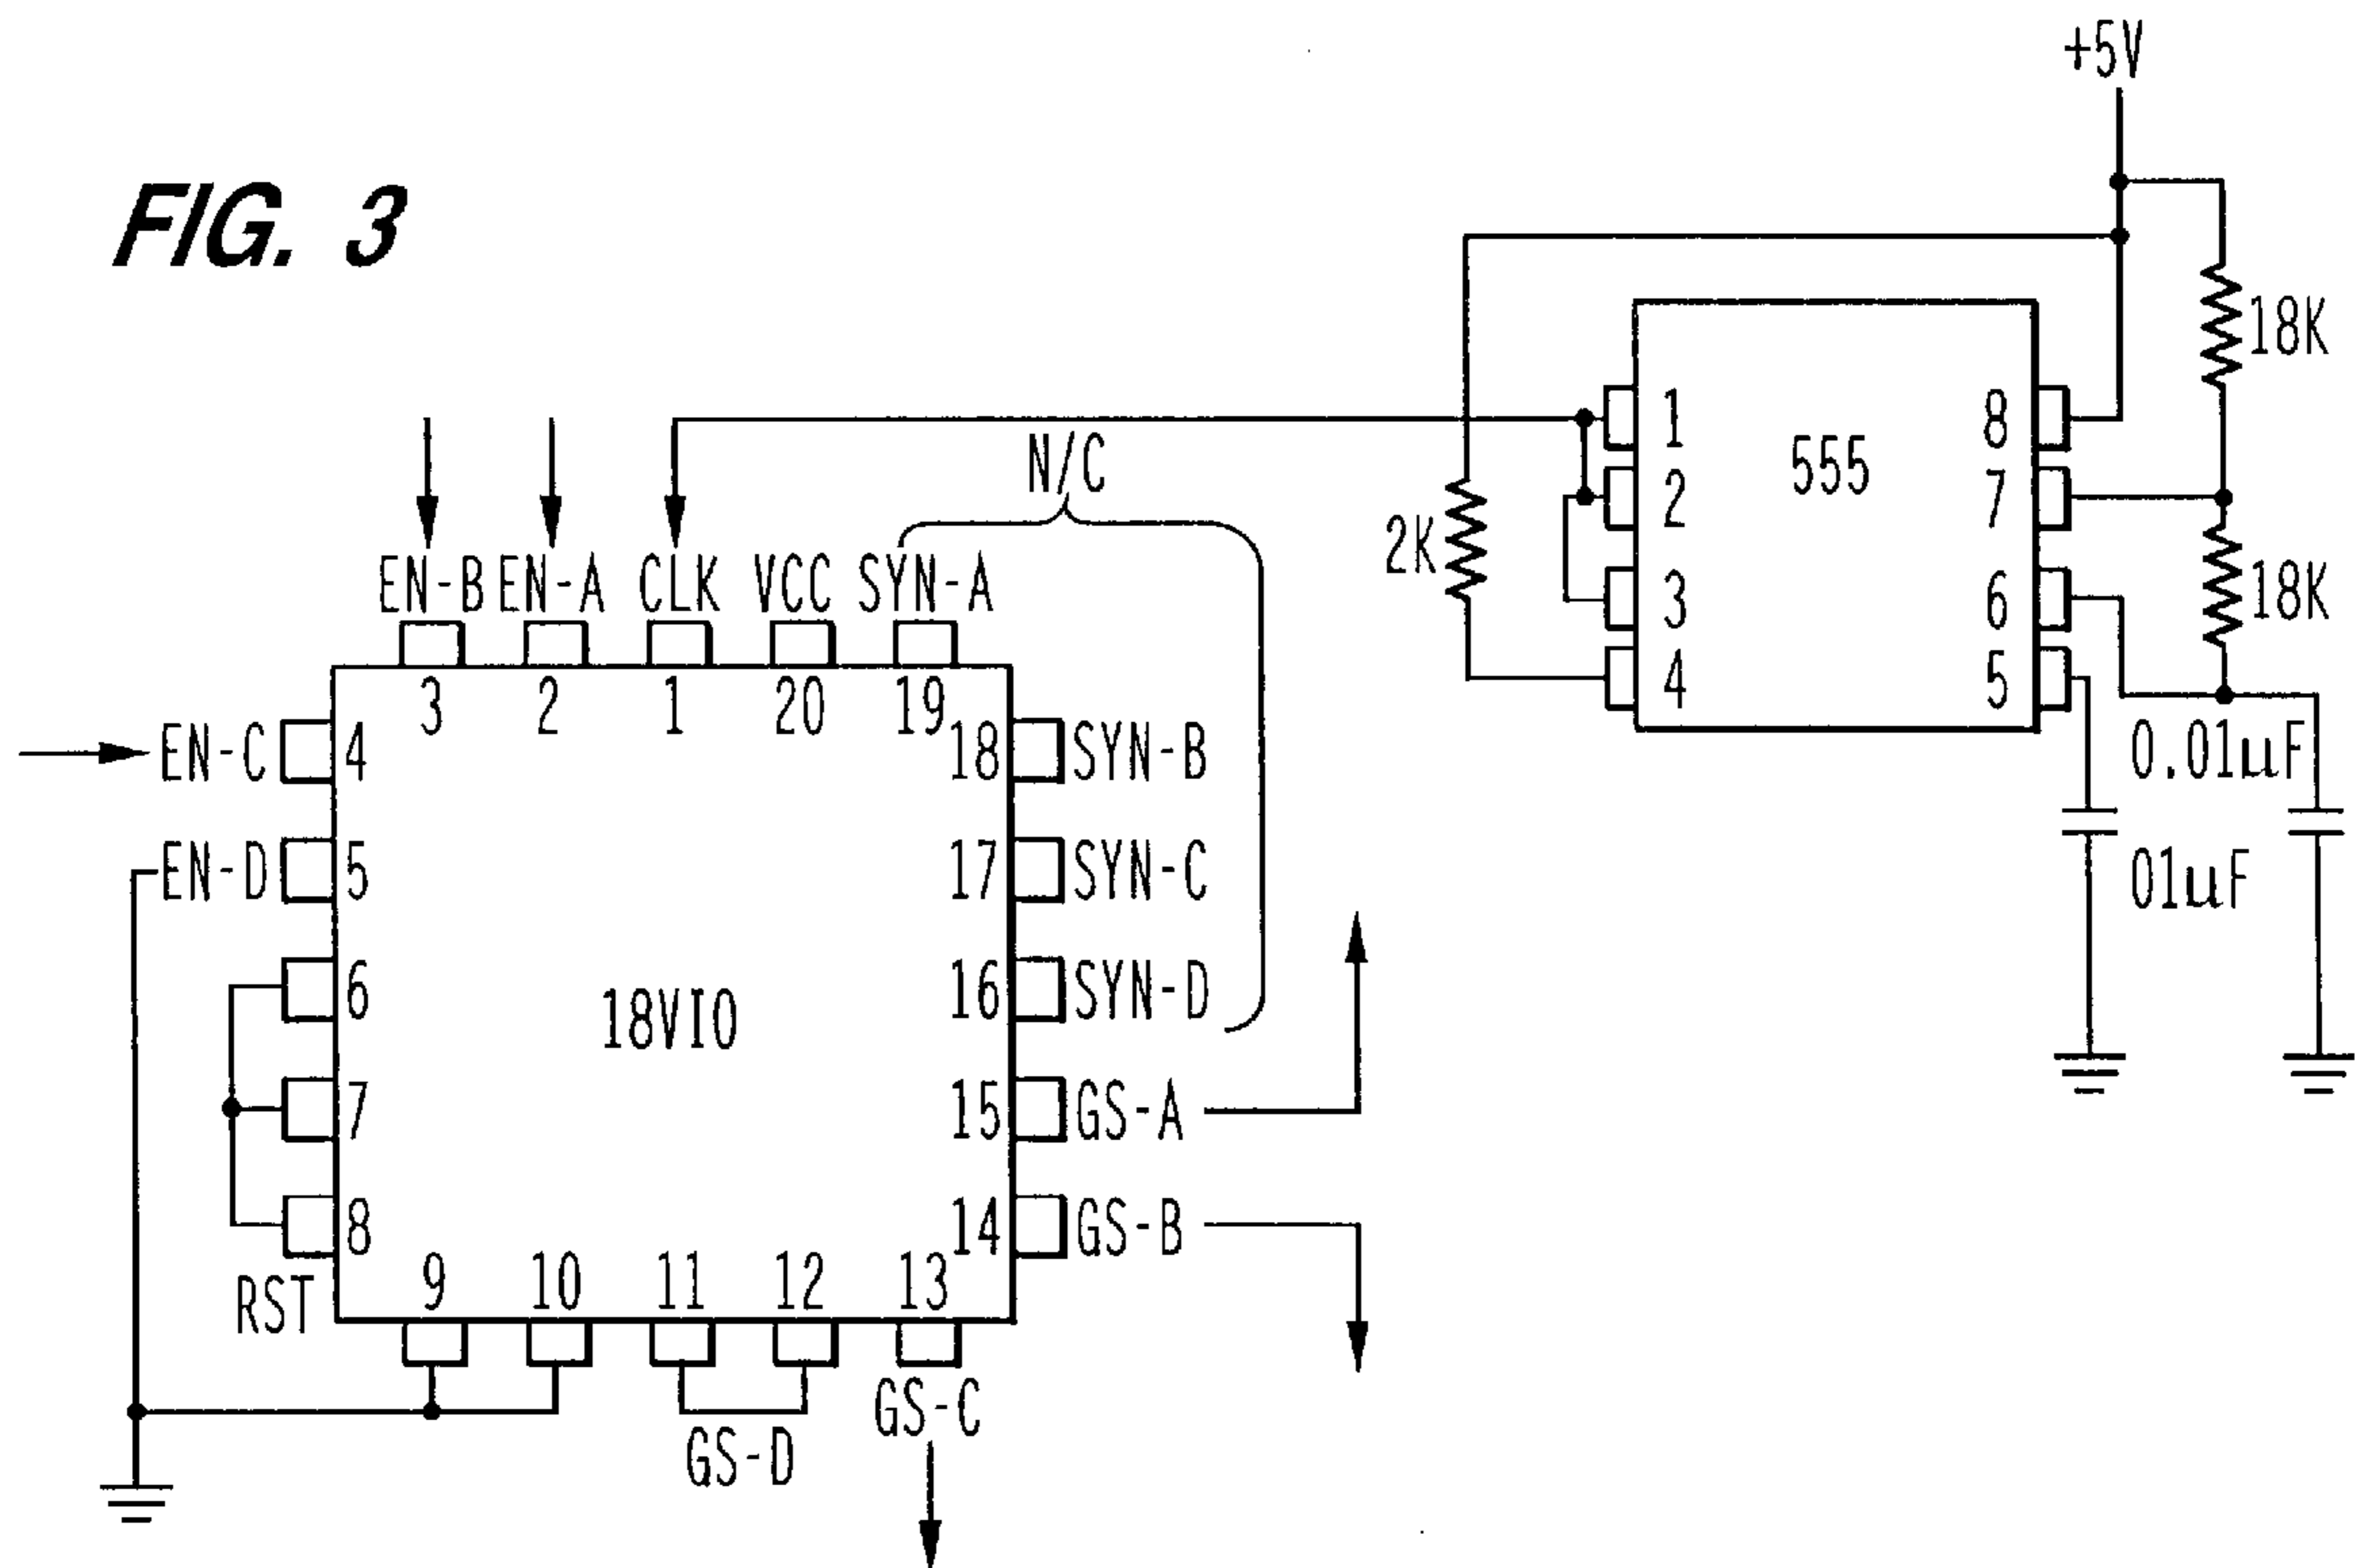 FIG. 3
+5V
18K
18K
2K
555
1
2
3
4
8
7
6
5
0.01µF
01µF
N/C
EN-B EN-A CLK VCC SYN-A
3 2 1 20 19
EN-C 4
EN-D 5
6
7
8
RST
18VIO
18 SYN-B
17 SYN-C
16 SYN-D
15 GS-A
14 GS-B
9 10 11 12 13
GS-D
GS-C